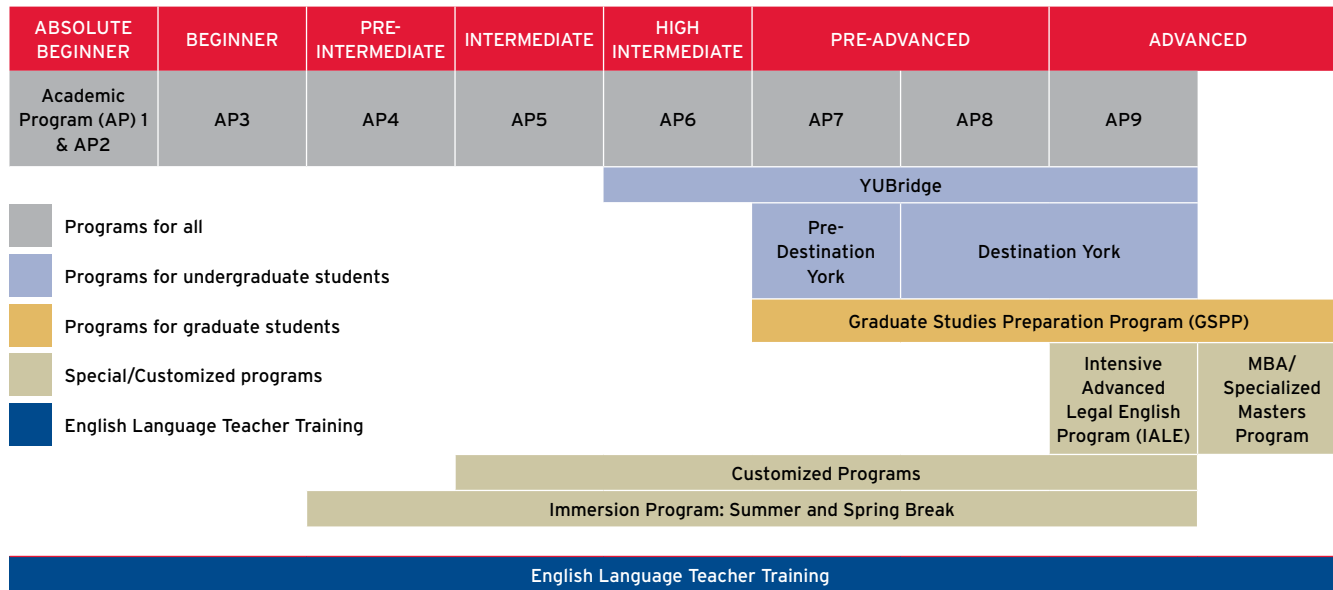 ABSOLUTE
BEGINNER
BEGINNER
PRE-
INTERMEDIATE
INTERMEDIATE
HIGH
INTERMEDIATE
PRE-ADVANCED
ADVANCED
Academic
Program (AP) 1
& AP2
AP3
AP4
AP5
AP6
AP7
AP8
AP9
YUBridge
Programs for all
Programs for undergraduate students
Programs for graduate students
Special/Customized programs
English Language Teacher Training
Pre-
Destination
York
Destination York
Graduate Studies Preparation Program (GSPP)
Intensive
Advanced
Legal English
Program (IALE)
MBA/
Specialized
Masters
Program
Customized Programs
Immersion Program: Summer and Spring Break
English Language Teacher Training